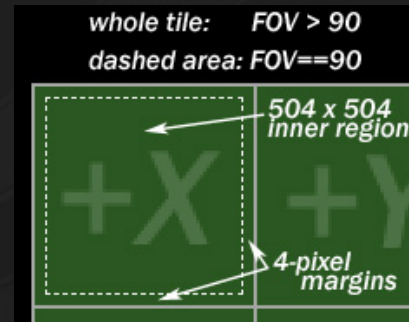 whole tile: FOV > 90
dashed area: FOV==90
504 x 504
inner region
+X
+Y
4-pixel
margins